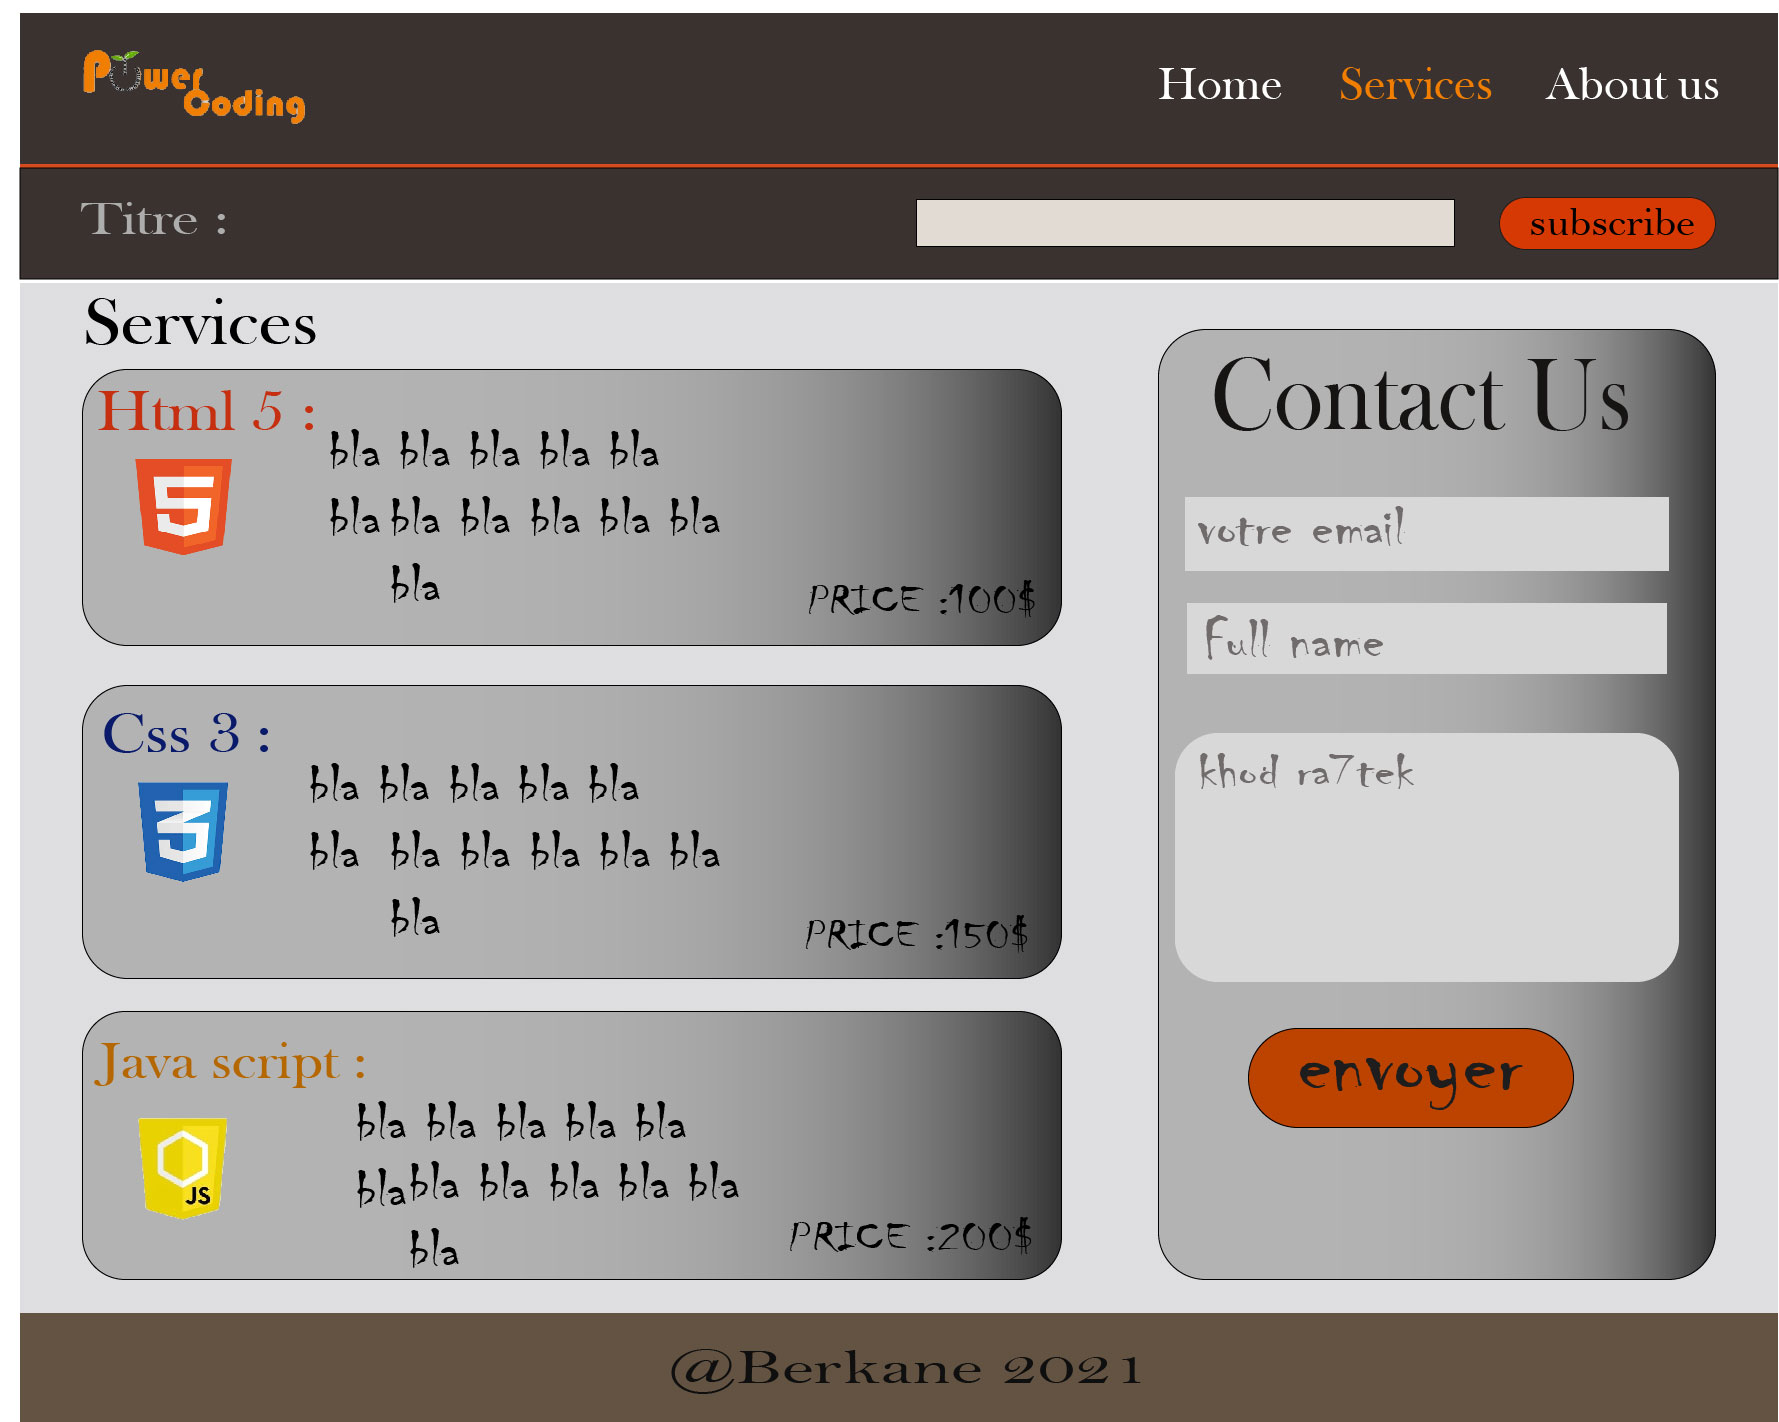 Power
Coding
Home Services About us
Titre :
subscribe
Services
Html 5 :
bla bla bla bla bla
bla bla bla bla bla bla
bla
PRICE :100$
Css 3 :
bla bla bla bla bla
bla bla bla bla bla bla
bla
PRICE :150$
Java script :
JS
bla bla bla bla bla
bla bla bla bla bla bla
bla
PRICE :200$
Contact Us
votre email
Full name
khod ra7tek
envoyer
@Berkane 2021